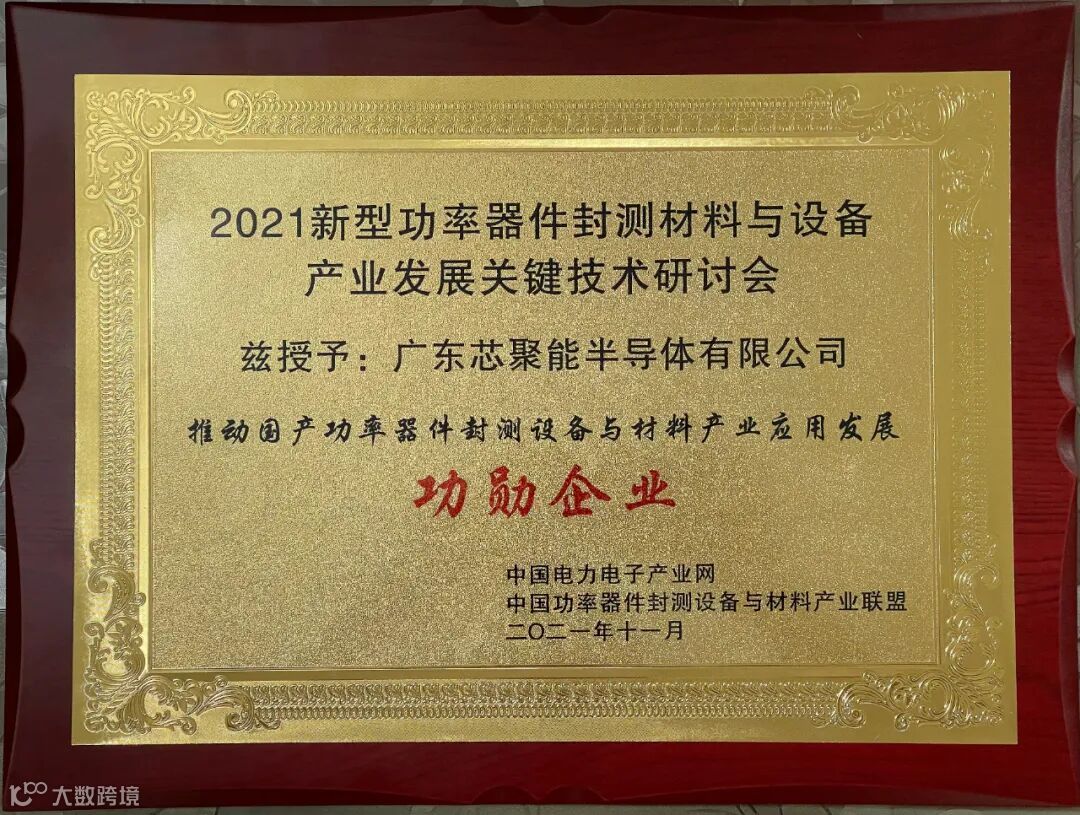 2021新型功率器件封测材料与设备
产业发展关键技术研讨会
兹授予：广东芯聚能半导体有限公司
推动国产功率器件封测设备与材料产业应用发展
功勋企业
中国电力电子产业网
中国功率器件封测设备与材料产业联盟
二〇二一年十一月
大数跨境